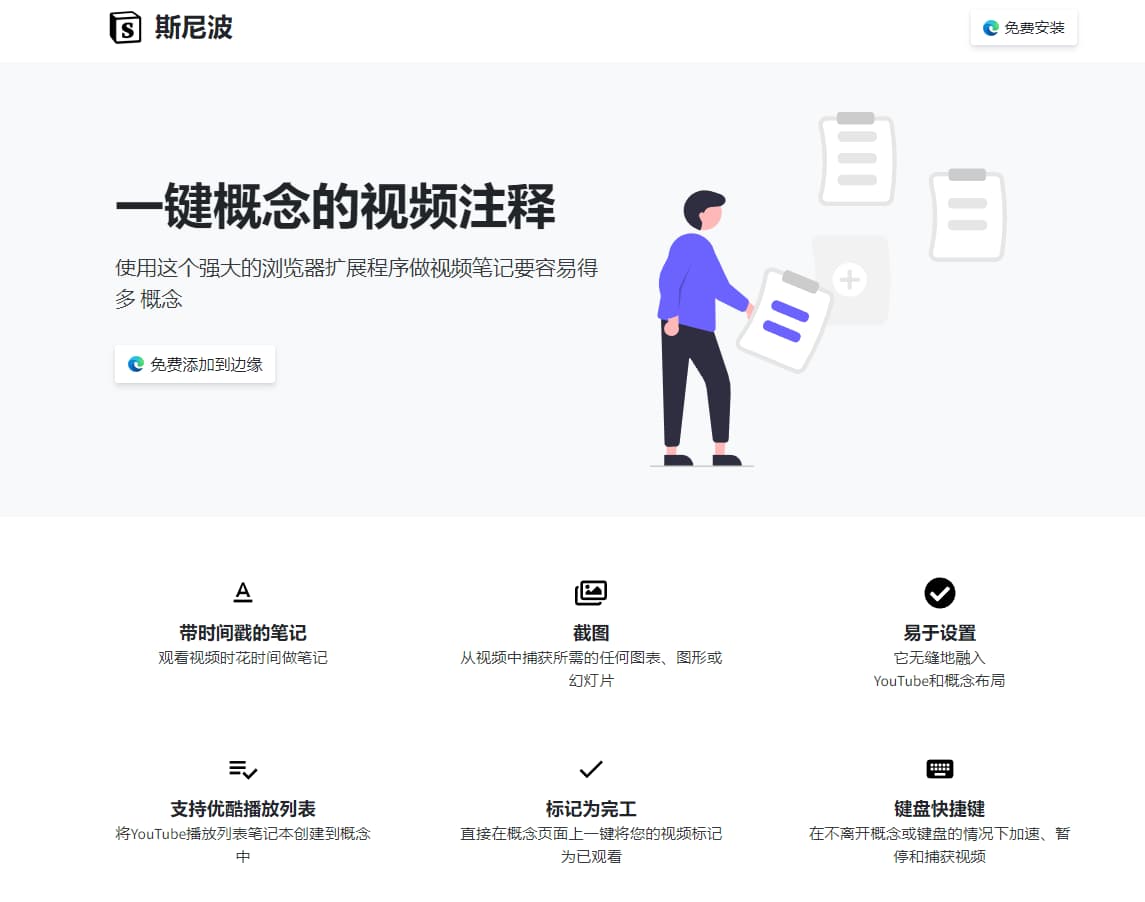 S 斯尼波
免费安装
一键概念的视频注释
使用这个强大的浏览器扩展程序做视频笔记要容易得
多 概念
免费添加到边缘
带时间戳的笔记
观看视频时花时间做笔记
截图
从视频中捕获所需的任何图表、图形或
幻灯片
易于设置
它无缝地融入
YouTube和概念布局
支持优酷播放列表
将YouTube播放列表笔记本创建到概念
中
标记为完工
直接在概念页面上一键将您的视频标记
为已观看
键盘快捷键
在不离开概念或键盘的情况下加速、暂
停和捕获视频